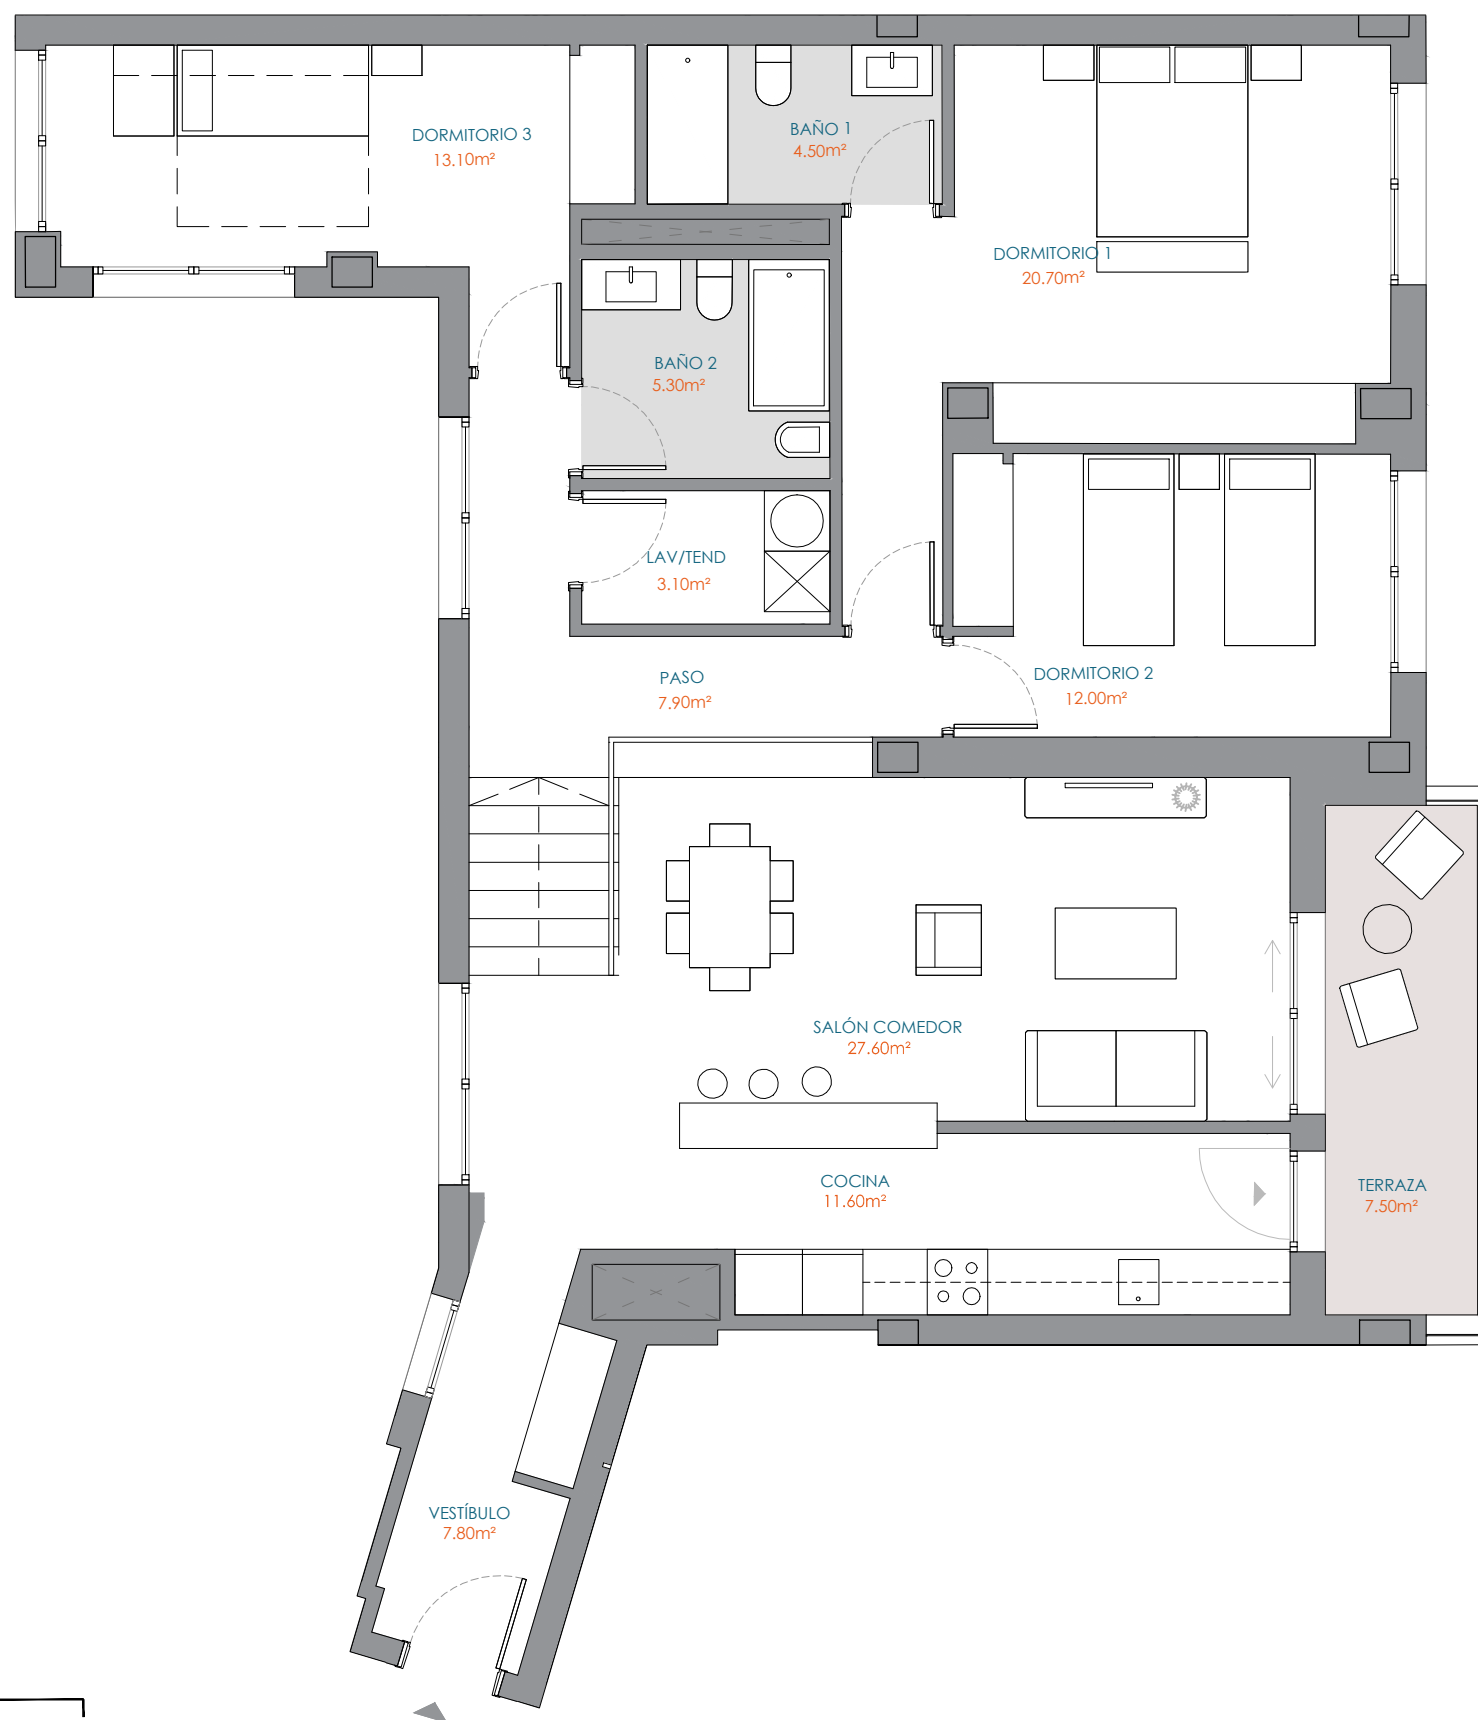 DORMITORIO 3
13.10m²
BAÑO 1
4.50m²
DORMITORIO 1
20.70m²
BAÑO 2
5.30m²
LAV/TEND
3.10m²
PASO
7.90m²
DORMITORIO 2
12.00m²
SALÓN COMEDOR
27.60m²
COCINA
11.60m²
TERRAZA
7.50m²
VESTÍBULO
7.80m²